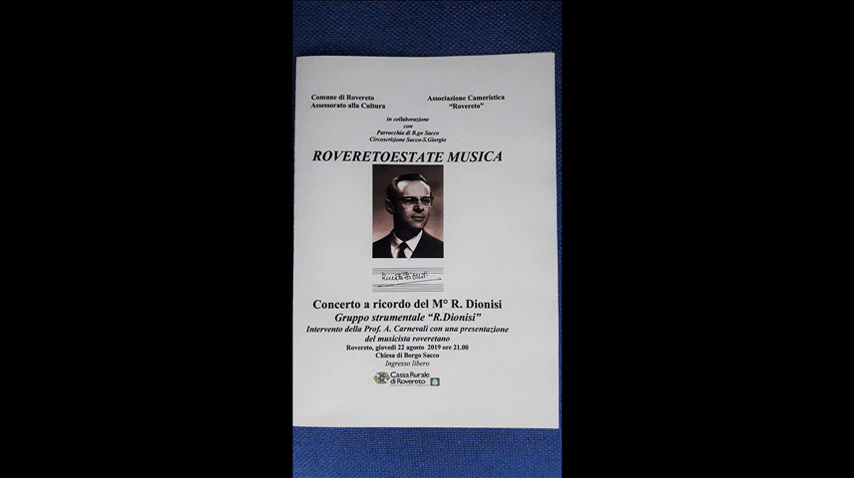 Comune di Rovereto
Assessorato alla Cultura
Associazione Cameristica
"Rovereto"
in collaborazione
con
Parrocchia di B.go Sacco
Circoscrizione Sacco-S.Giorgio
ROVERETOESTATE MUSICA
Concerto a ricordo del M° R. Dionisi
Gruppo strumentale "R.Dionisi"
Intervento della Prof. A. Carnevali con una presentazione
del musicista roveretano
Rovereto, giovedì 22 agosto 2019 ore 21.00
Chiesa di Borgo Sacco
Ingresso libero
Cassa Rurale
di Rovereto